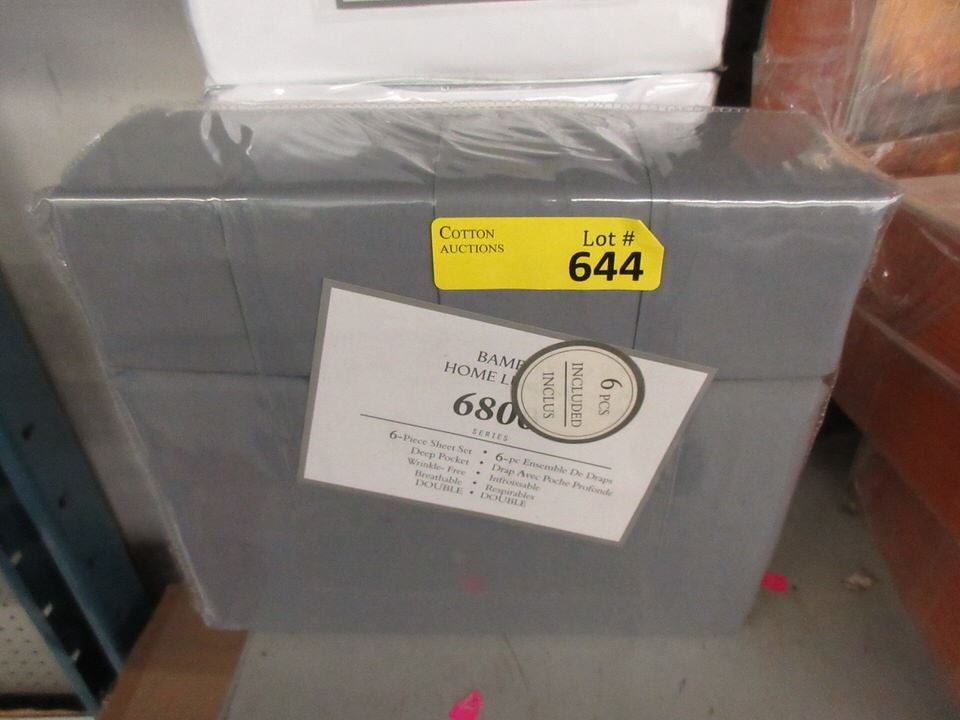 COTTON
AUCTIONS
Lot #
644
HOME
6 PCS
INCLUDED
INCLUS
SERIES
6-Piece Sheet Set • 6-pc Ensemble De Draps
Deep Pocket • Drap Avec Poche Profonde
Wrinkle- Free • Infroissable
Breathable • Respirables
DOUBLE • DOUBLE